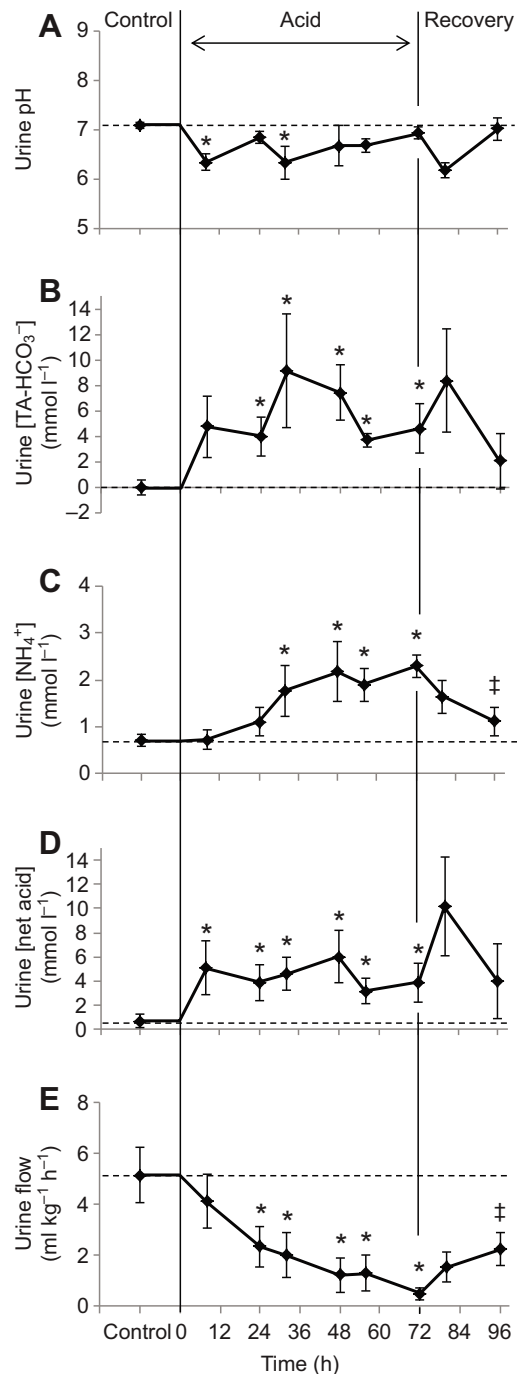 Control Acid Recovery
A
9
8
7
6
5
Urine pH
* *
B
14
12
10
8
6
4
2
0
–2
Urine [TA-HCO₃⁻]
(mmol l⁻¹)
* * * * *
C
4
3
2
1
0
Urine [NH₄⁺]
(mmol l⁻¹)
* * * * ‡
D
14
12
10
8
6
4
2
0
Urine [net acid]
(mmol l⁻¹)
* * * * * *
E
8
6
4
2
0
Urine flow
(ml kg⁻¹ h⁻¹)
* * * * * ‡
Control 0 12 24 36 48 60 72 84 96
Time (h)